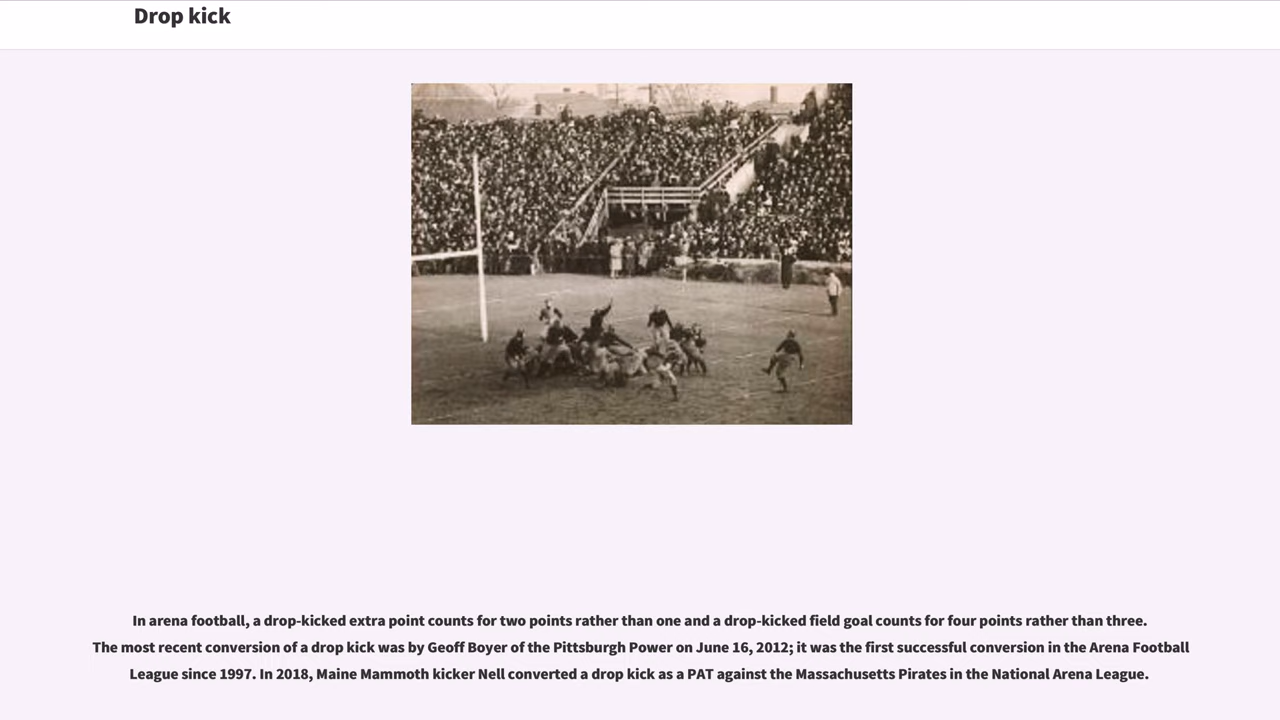 Drop kick
In arena football, a drop-kicked extra point counts for two points rather than one and a drop-kicked field goal counts for four points rather than three.
The most recent conversion of a drop kick was by Geoff Boyer of the Pittsburgh Power on June 16, 2012; it was the first successful conversion in the Arena Football
League since 1997. In 2018, Maine Mammoth kicker Nell converted a drop kick as a PAT against the Massachusetts Pirates in the National Arena League.